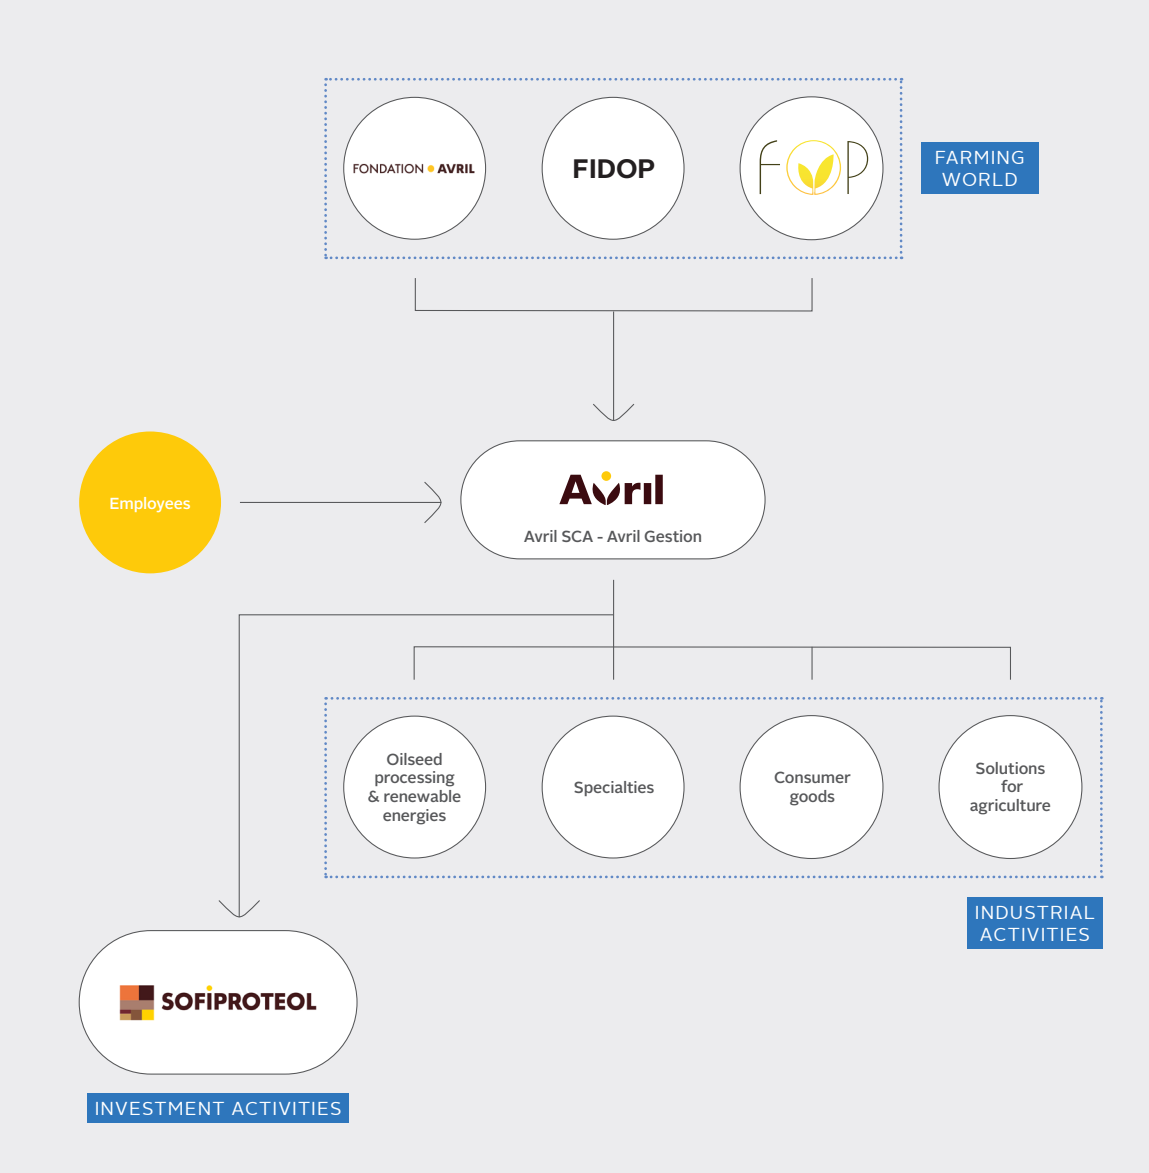 FONDATION AVRIL
FIDOP
FOP
FARMING
WORLD
Employees
Avril
Avril SCA - Avril Gestion
Oilseed
processing
& renewable
energies
Specialties
Consumer
goods
Solutions
for
agriculture
INDUSTRIAL
ACTIVITIES
SOFIPROTEOL
INVESTMENT ACTIVITIES